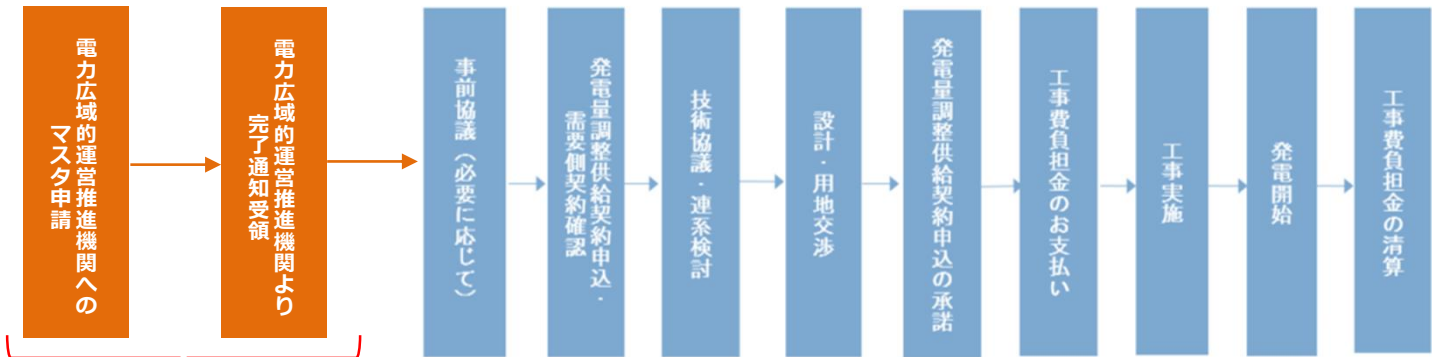 電力広域的運営推進機関への
マスタ申請
電力広域的運営推進機関より
完了通知受領
事前協議（必要に応じて）
発電量調整供給契約申込・
需要側契約確認
技術協議・連系検討
設計・用地交渉
発電量調整供給契約申込の承諾
工事費負担金のお支払い
工事実施
発電開始
工事費負担金の清算